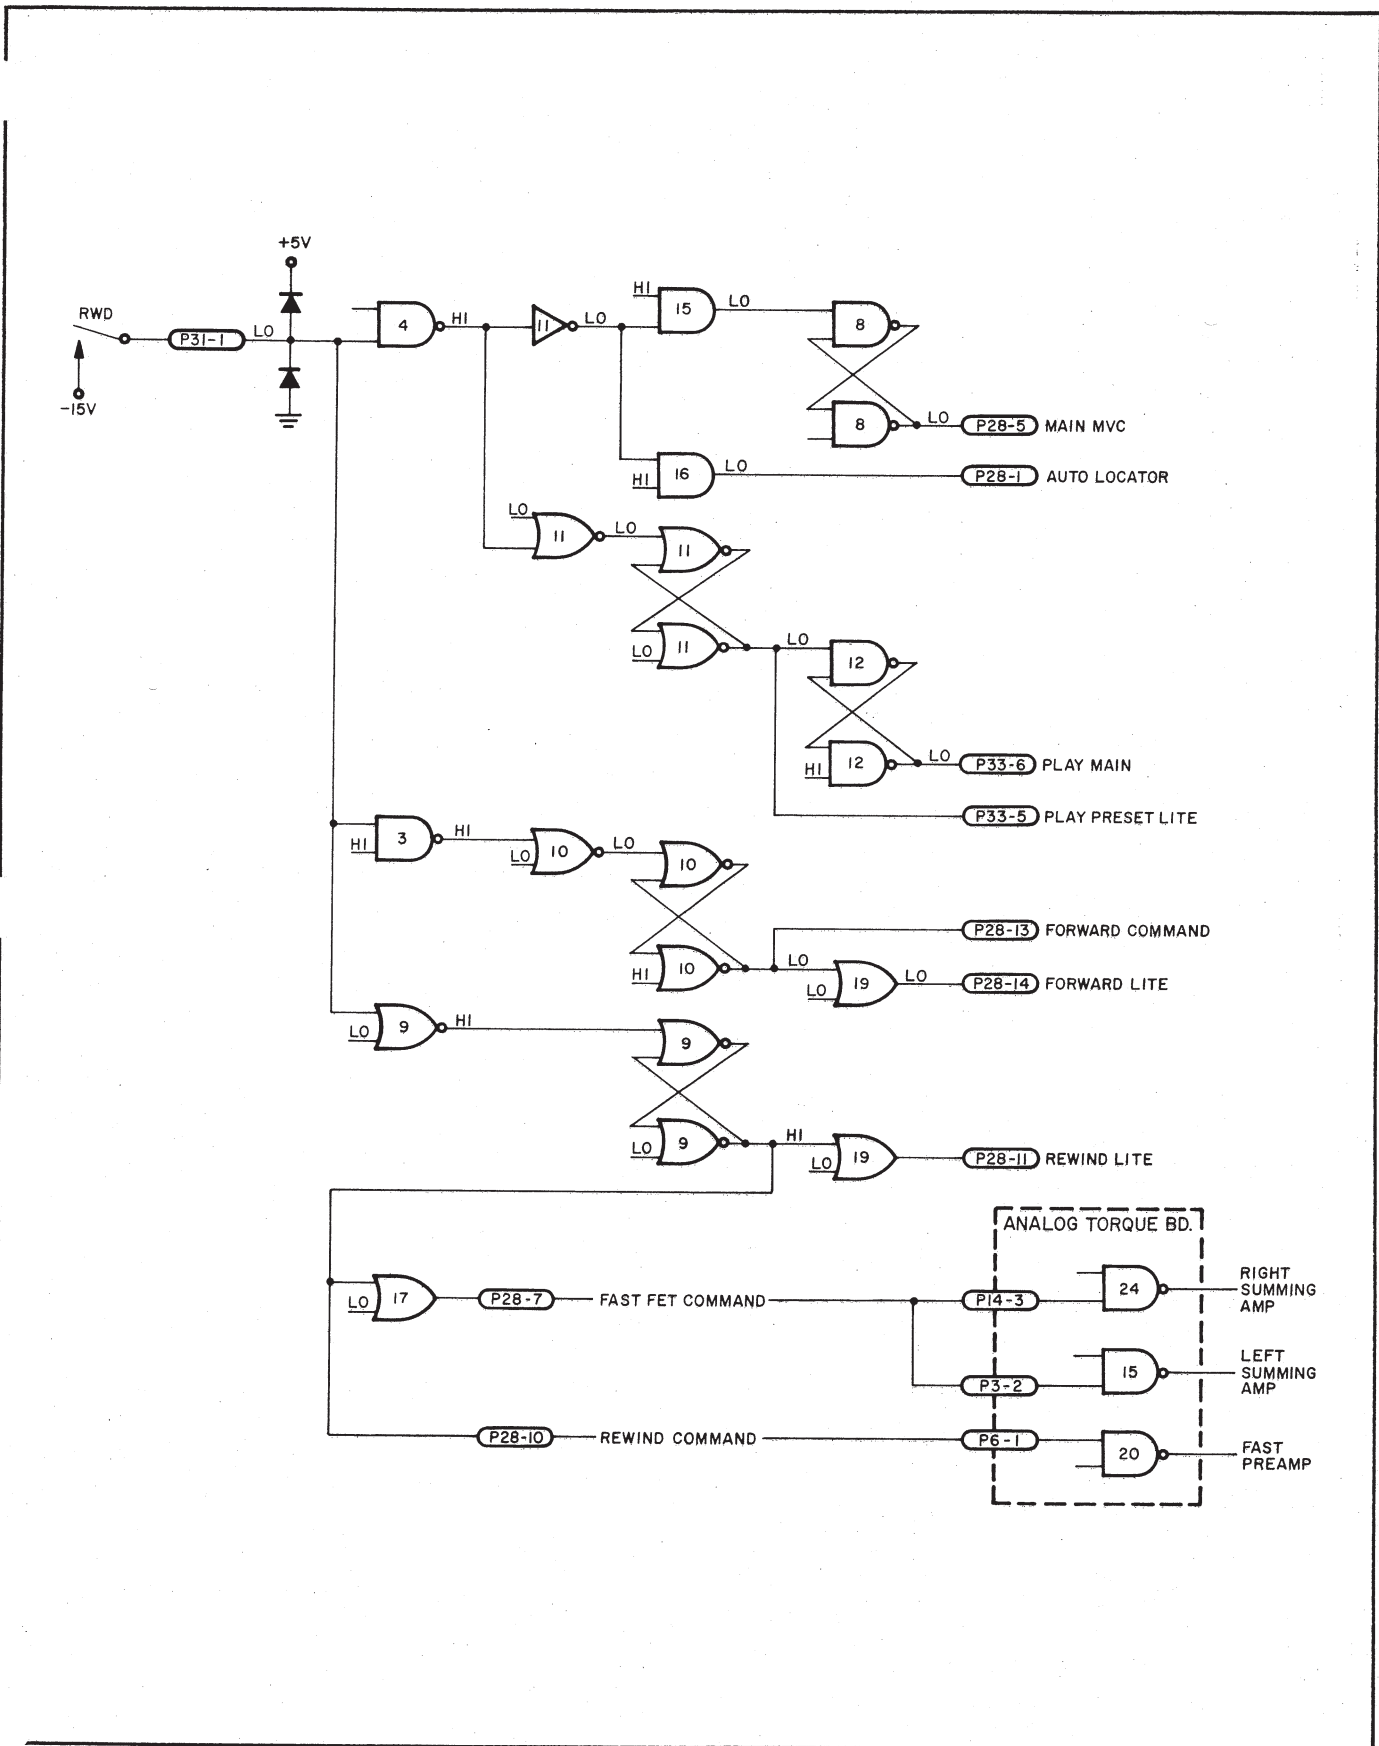 +5V
RWD
P31-1
LO
-15V
4
HI
11
LO
HI
15
LO
8
8
LO
P28-5 MAIN MVC
16
HI
LO
P28-1 AUTO LOCATOR
LO
11
LO
11
LO
11
LO
12
HI
12
LO
P33-6 PLAY MAIN
P33-5 PLAY PRESET LITE
HI
3
HI
LO
10
LO
10
HI
10
LO
P28-13 FORWARD COMMAND
LO
19
LO
P28-14 FORWARD LITE
LO
9
HI
9
LO
9
HI
LO
19
P28-11 REWIND LITE
ANALOG TORQUE BD.
LO
17
P28-7
FAST FET COMMAND
P14-3
24
RIGHT
SUMMING
AMP
P3-2
15
LEFT
SUMMING
AMP
P28-10
REWIND COMMAND
P6-1
20
FAST
PREAMP